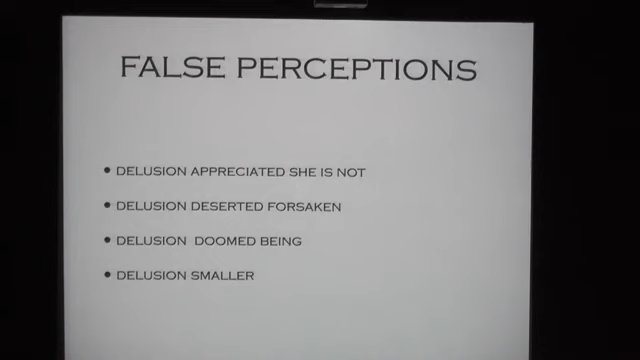 FALSE PERCEPTIONS
• DELUSION APPRECIATED SHE IS NOT
• DELUSION DESERTED FORSAKEN
• DELUSION DOOMED BEING
• DELUSION SMALLER